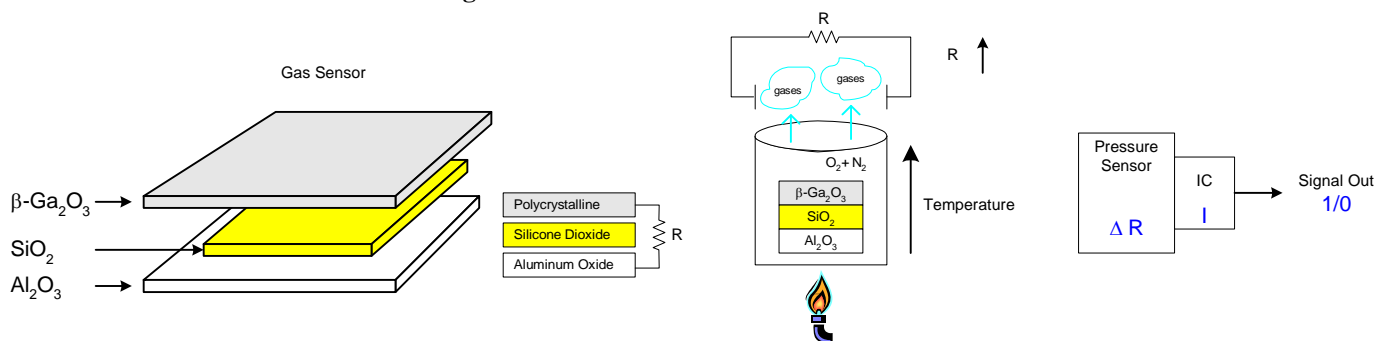 Gas Sensor
β-Ga₂O₃
SiO₂
Al₂O₃
Polycrystalline
Silicone Dioxide
Aluminum Oxide
R
R
R
gases
gases
O₂+ N₂
β-Ga₂O₃
SiO₂
Al₂O₃
Temperature
Pressure
Sensor
Δ R
IC
I
Signal Out
1/0